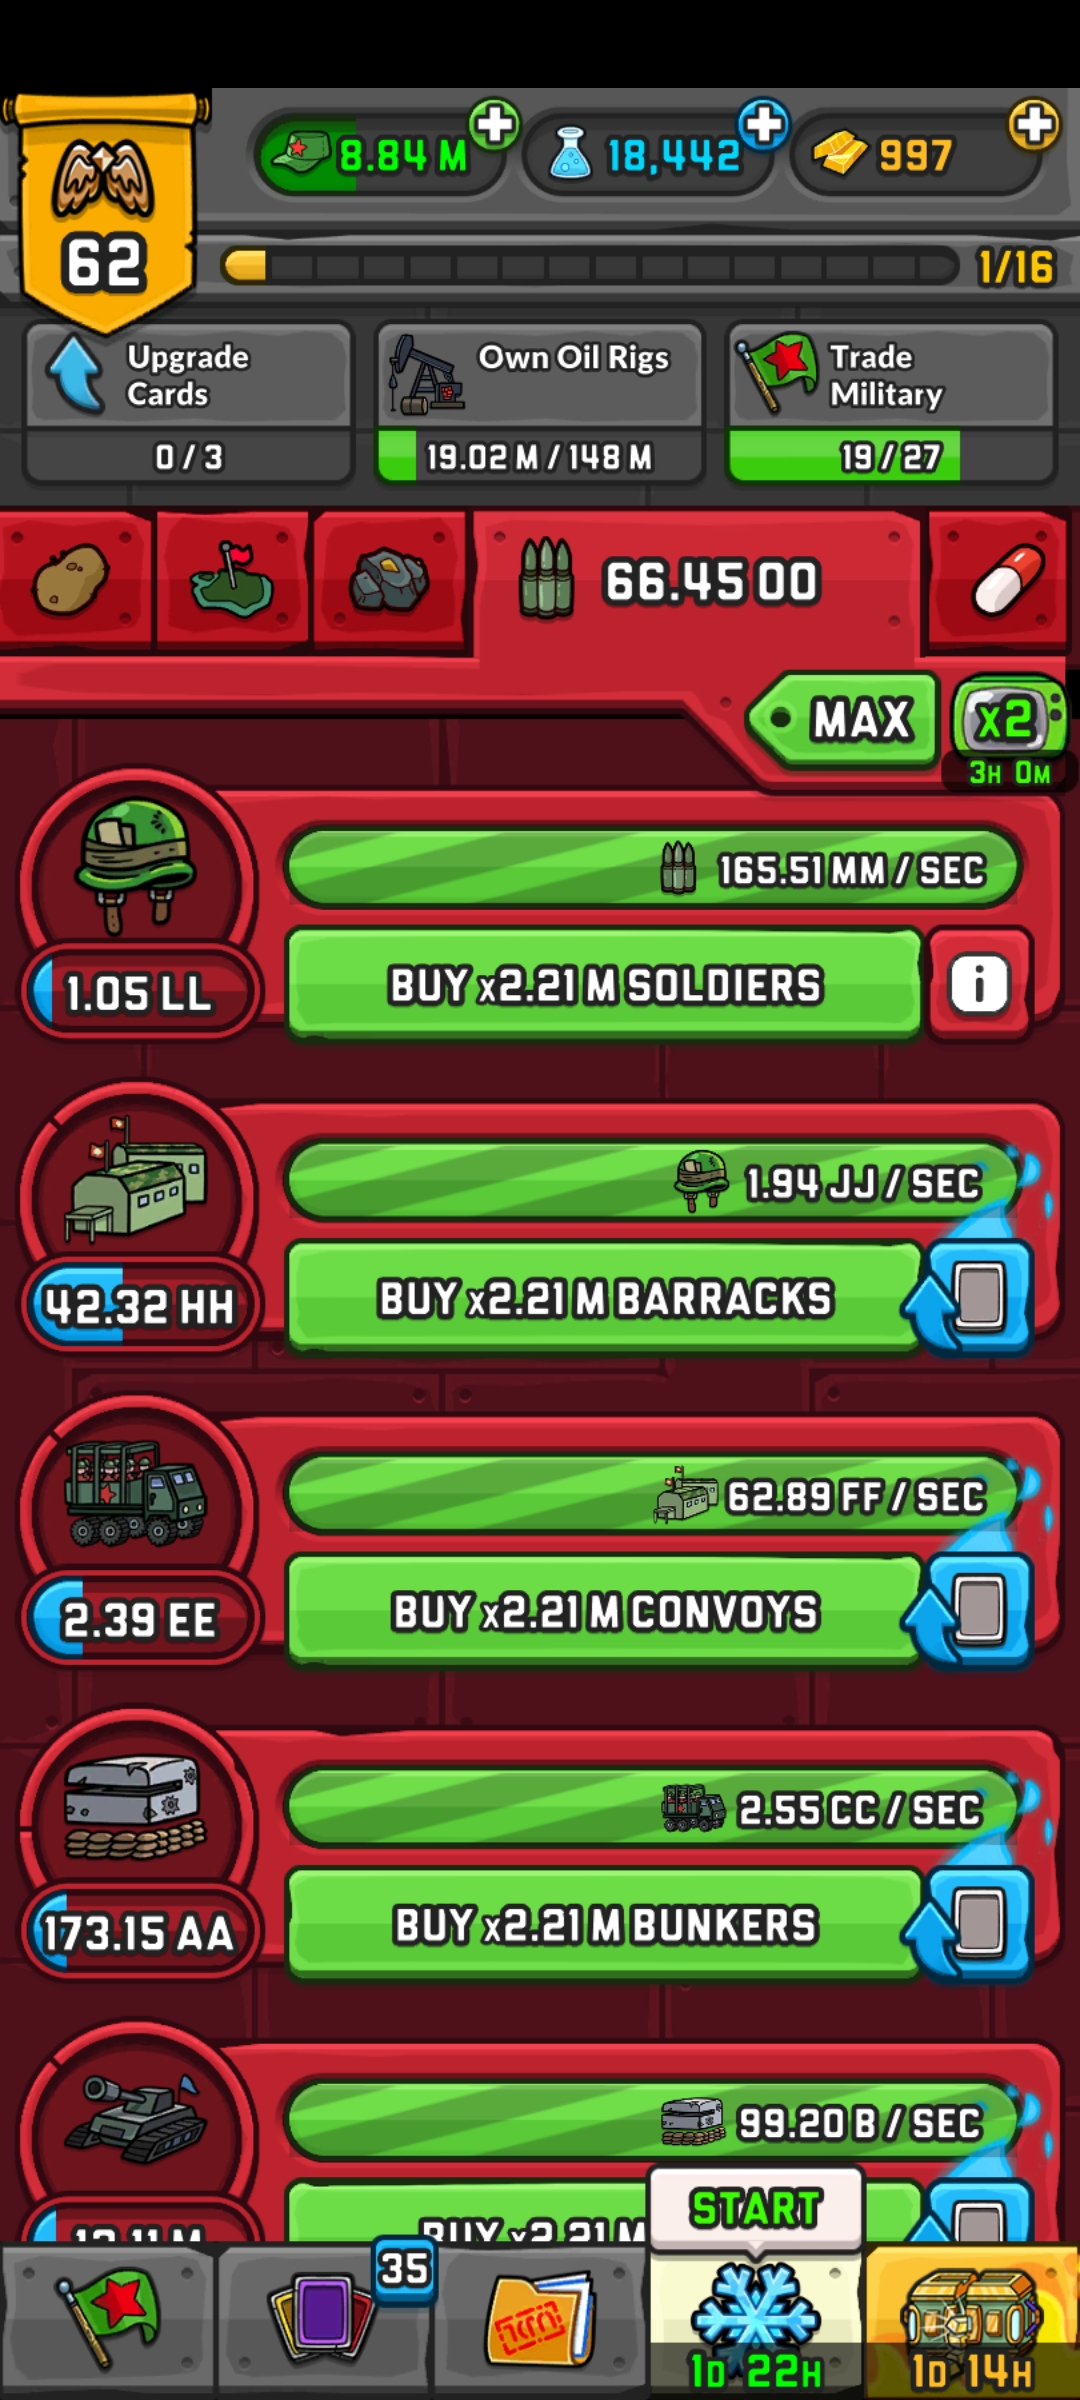 8.84 M
18,442
997
62
1/16
Upgrade
Cards
0 / 3
Own Oil Rigs
19.02 M / 148 M
Trade
Military
19 / 27
66.45 OO
MAX
x2
3H 0M
165.51 MM / SEC
1.05 LL
BUY x2.21 M SOLDIERS
i
1.94 JJ / SEC
42.32 HH
BUY x2.21 M BARRACKS
62.89 FF / SEC
2.39 EE
BUY x2.21 M CONVOYS
2.55 CC / SEC
173.15 AA
BUY x2.21 M BUNKERS
99.20 B / SEC
BUY x2.21 M
START
35
1D 22H
1D 14H